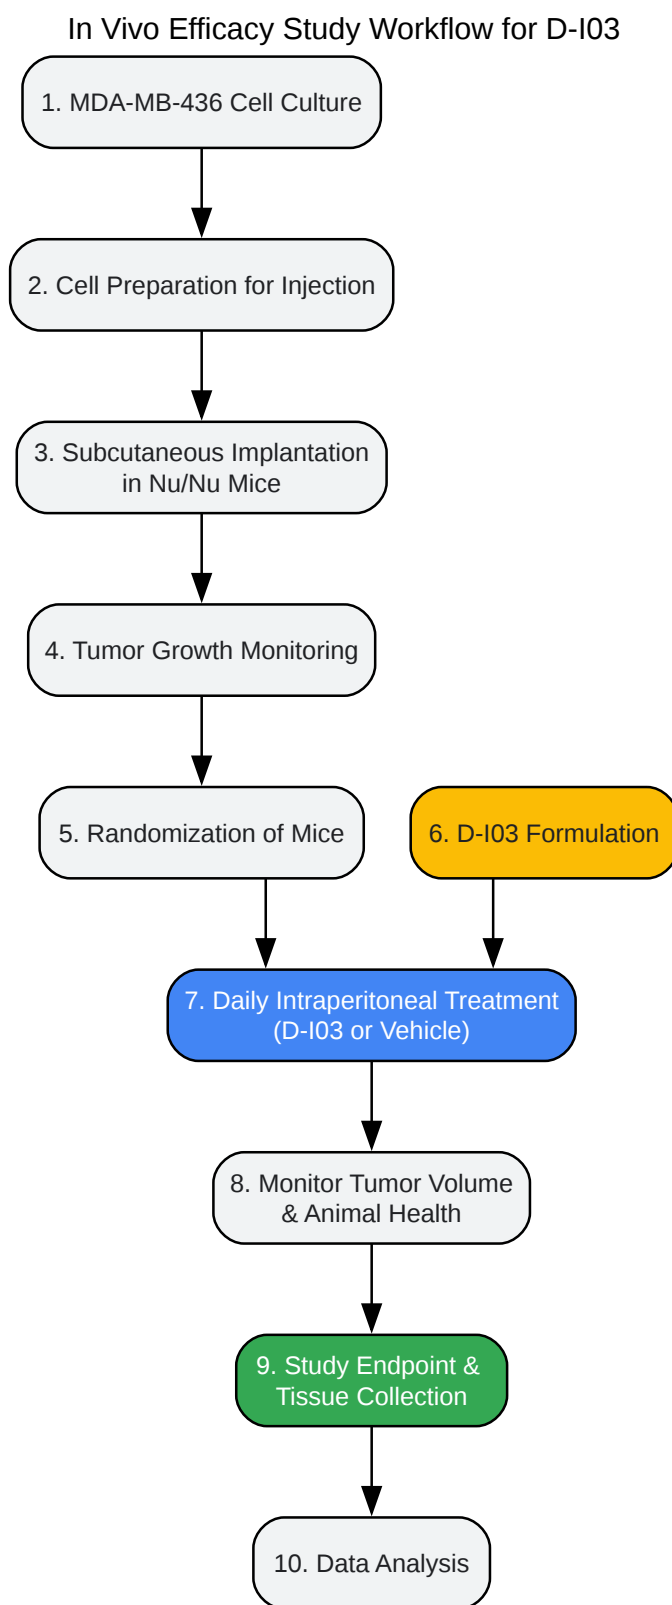 In Vivo Efficacy Study Workflow for D-I03
1. MDA-MB-436 Cell Culture
2. Cell Preparation for Injection
3. Subcutaneous Implantation
in Nu/Nu Mice
4. Tumor Growth Monitoring
5. Randomization of Mice
6. D-I03 Formulation
7. Daily Intraperitoneal Treatment
(D-I03 or Vehicle)
8. Monitor Tumor Volume
& Animal Health
9. Study Endpoint &
Tissue Collection
10. Data Analysis